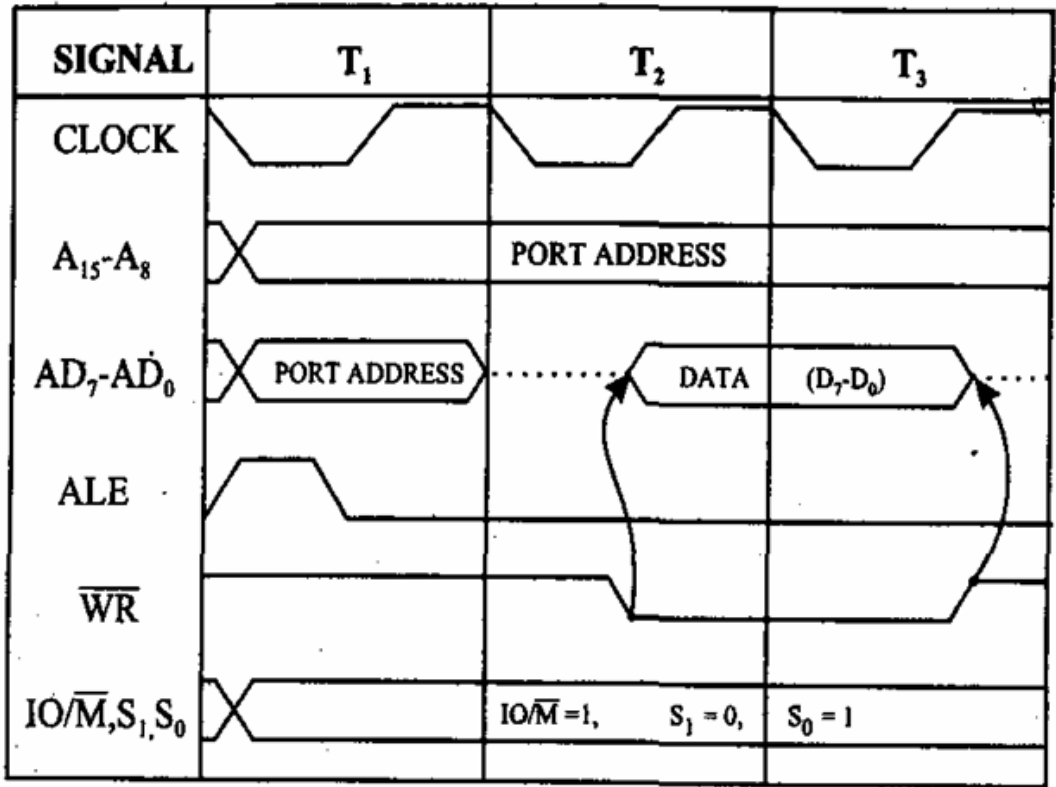 SIGNAL T₁ T₂ T₃
CLOCK
A₁₅-A₈ PORT ADDRESS
AD₇-AD₀ PORT ADDRESS DATA (D₇-D₀)
ALE
W̅R̅
IO/M̅,S₁,S₀ IO/M̅ =1, S₁ = 0, S₀ = 1